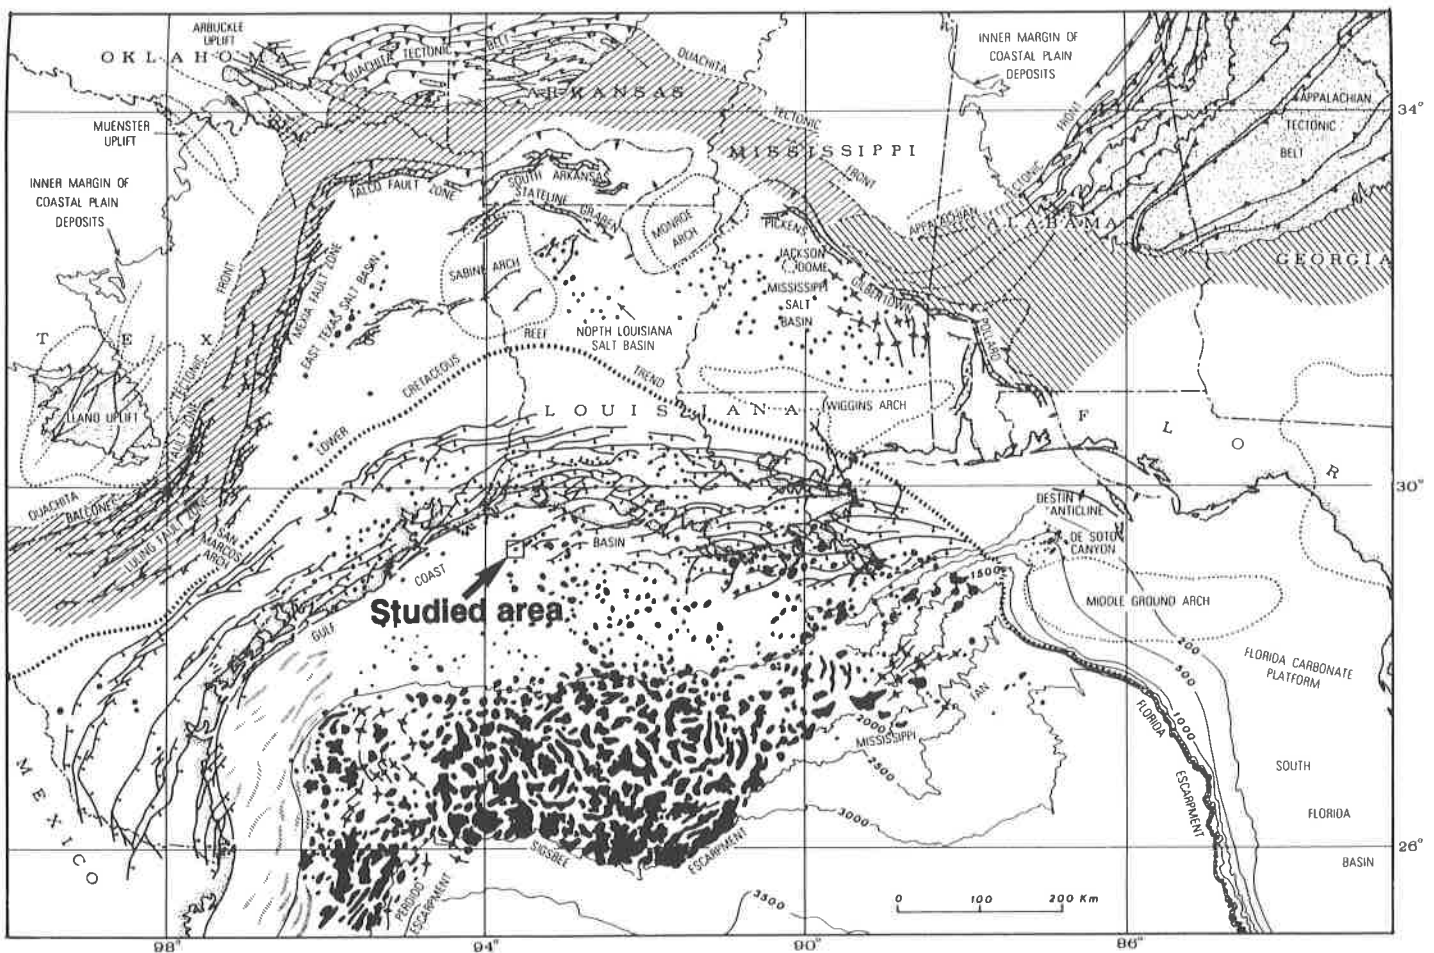 ARBUCKLE
UPLIFT
OKLAHOMA
OUACHITA TECTONIC BELT
OUACHITA
TECTONIC
FRONT
ARKANSAS
MISSISSIPPI
INNER MARGIN OF
COASTAL PLAIN
DEPOSITS
FRONT
TECTONIC
APPALACHIAN
APPALACHIAN
TECTONIC
BELT
34°
MUENSTER
UPLIFT
INNER MARGIN OF
COASTAL PLAIN
DEPOSITS
TALCO FAULT ZONE
SOUTH ARKANSAS
STATELINE GRABEN
MONROE
ARCH
PICKENS
ALABAMA
GEORGIA
JACKSON
DOME
GILBERTOWN
MISSISSIPPI
SALT
BASIN
POLLARD
SABINE ARCH
MEXIA FAULT ZONE
EAST TEXAS SALT BASIN
FRONT
TECTONIC
OUACHITA
T E X S
NORTH LOUISIANA
SALT BASIN
LOWER
CRETACEOUS
REEF
TREND
LOUISIANA
WIGGINS ARCH
F L O R
LLANO UPLIFT
BALCONES
FAULT ZONE
LULING FAULT ZONE
SAN
MARCOS
ARCH
30°
DESTIN
ANTICLINE
DE SOTO
CANYON
GULF
COAST
BASIN
Studied area
1500
MIDDLE GROUND ARCH
200
500
1000
FLORIDA CARBONATE
PLATFORM
FLORIDA
ESCARPMENT
SOUTH
FLORIDA
BASIN
2000
MISSISSIPPI
FAN
2500
3000
3500
MEXICO
SIGSBEE
ESCARPMENT
PERDIDO
ESCARPMENT
26°
0 100 200 Km
98°
94°
90°
86°